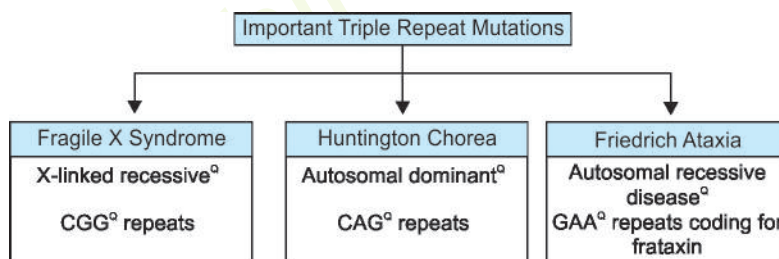 Important Triple Repeat Mutations
Fragile X Syndrome
X-linked recessiveQ
CGGQ repeats
Huntington Chorea
Autosomal dominantQ
CAGQ repeats
Friedrich Ataxia
Autosomal recessive
diseaseQ
GAAQ repeats coding for
frataxin